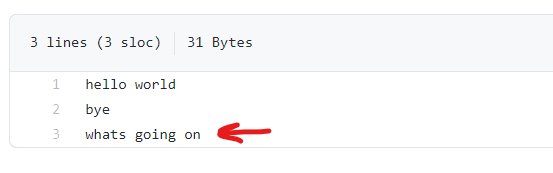 3 lines (3 sloc) 31 Bytes
1 hello world
2 bye
3 whats going on